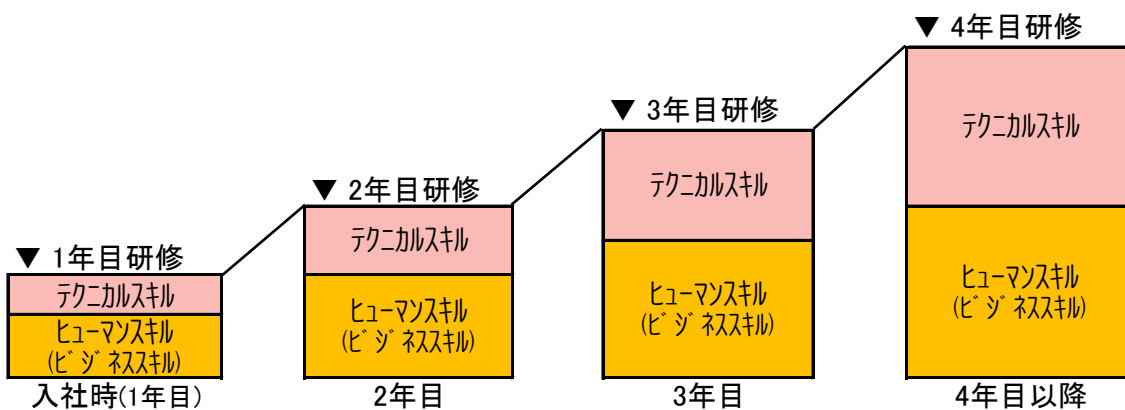 ▼ 1年目研修
ﾃｸﾆｶﾙｽｷﾙ
ﾋｭｰﾏﾝｽｷﾙ
(ﾋﾞｼﾞﾈｽｽｷﾙ)
入社時(1年目)
▼ 2年目研修
ﾃｸﾆｶﾙｽｷﾙ
ﾋｭｰﾏﾝｽｷﾙ
(ﾋﾞｼﾞﾈｽｽｷﾙ)
2年目
▼ 3年目研修
ﾃｸﾆｶﾙｽｷﾙ
ﾋｭｰﾏﾝｽｷﾙ
(ﾋﾞｼﾞﾈｽｽｷﾙ)
3年目
▼ 4年目研修
ﾃｸﾆｶﾙｽｷﾙ
ﾋｭｰﾏﾝｽｷﾙ
(ﾋﾞｼﾞﾈｽｽｷﾙ)
4年目以降